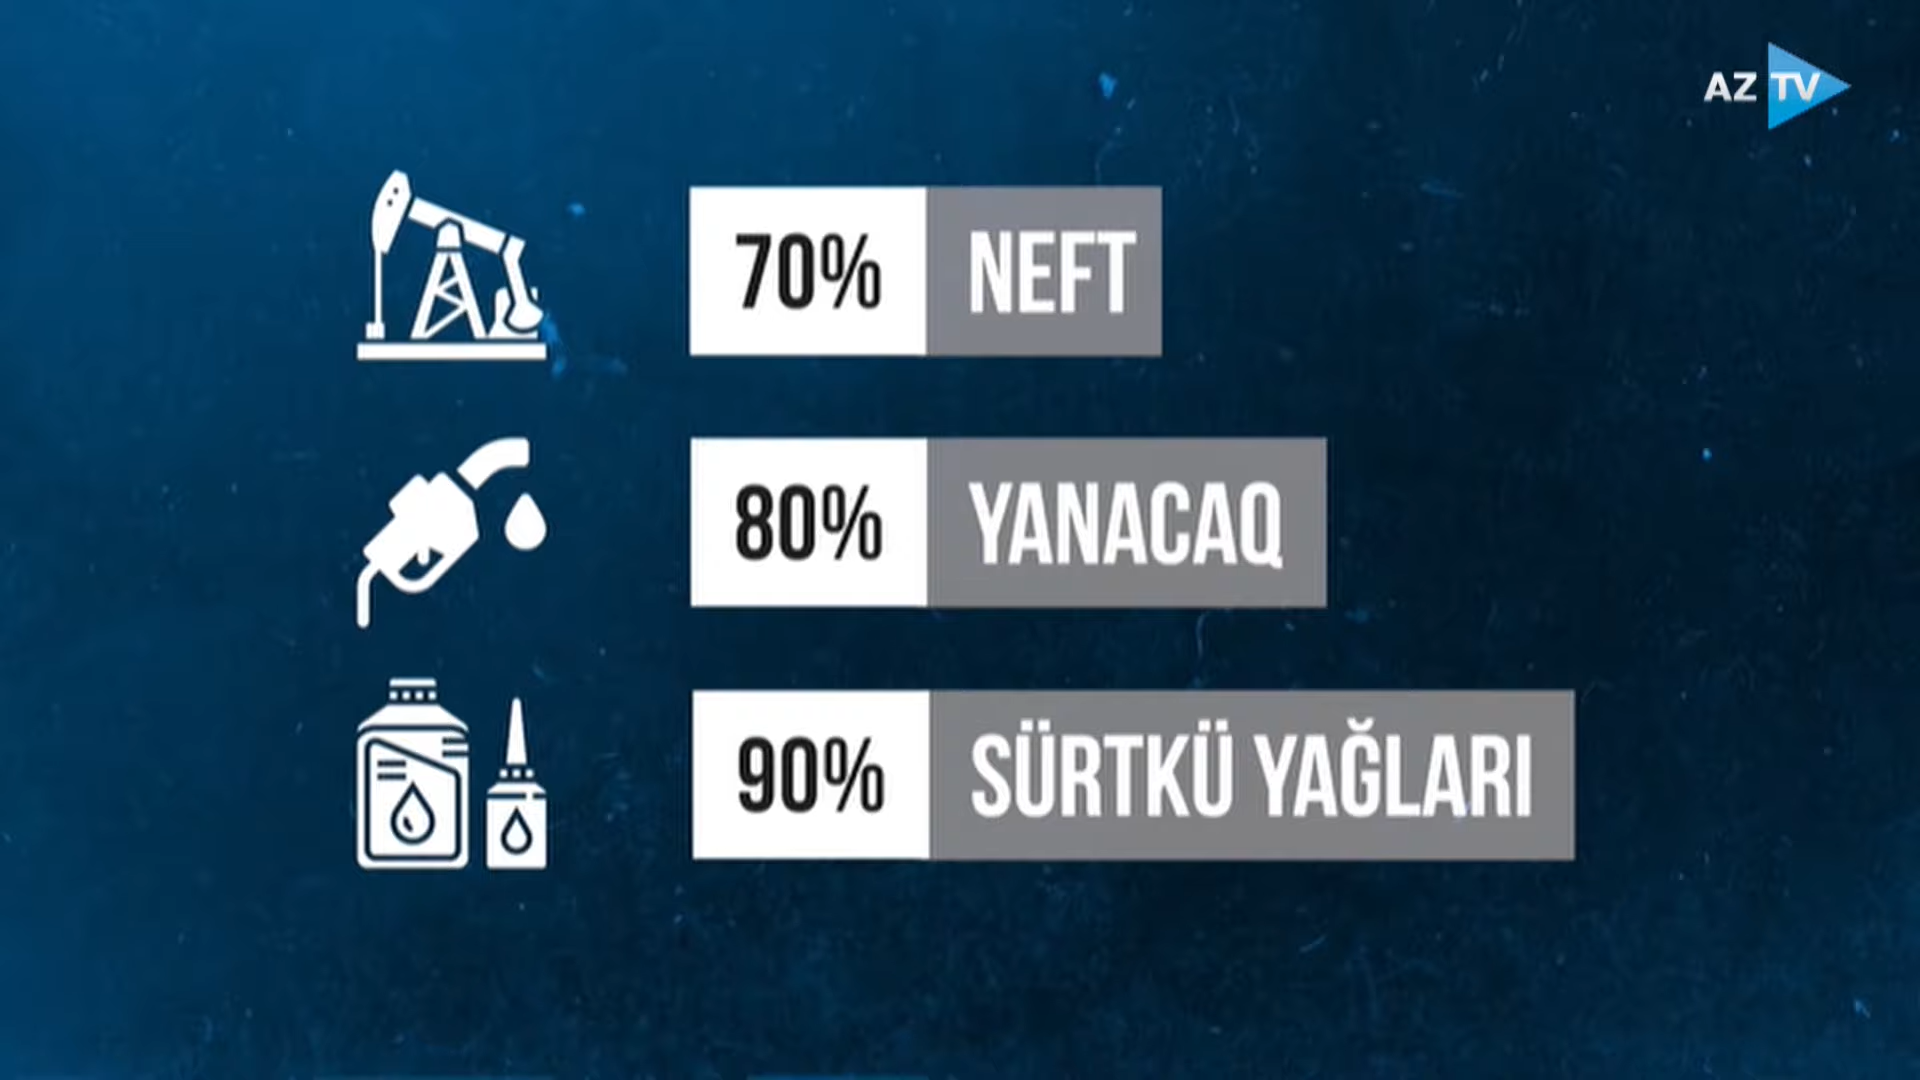 AZ TV
70% NEFT
80% YANACAQ
90% SÜRTKÜ YAĞLARI